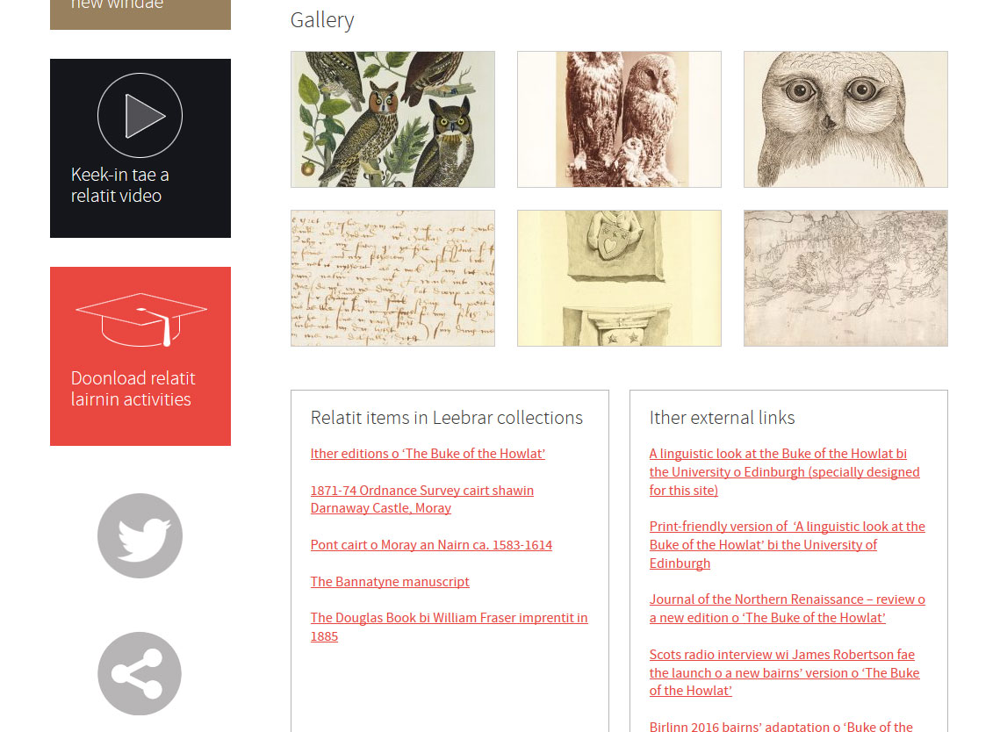 new windae
Keek-in tae a
relatit video
Doonload relatit
lairnin activities
Gallery
Relatit items in Leebrar collections
Ither editions o ‘The Buke of the Howlat’
1871-74 Ordnance Survey cairt shawin
Darnaway Castle, Moray
Pont cairt o Moray an Nairn ca. 1583-1614
The Bannatyne manuscript
The Douglas Book bi William Fraser imprentit in
1885
Ither external links
A linguistic look at the Buke of the Howlat bi
the University o Edinburgh (specially designed
for this site)
Print-friendly version of ‘A linguistic look at the
Buke of the Howlat’ bi the University of
Edinburgh
Journal of the Northern Renaissance – review o
a new edition o ‘The Buke of the Howlat’
Scots radio interview wi James Robertson fae
the launch o a new bairns’ version o ‘The Buke
of the Howlat’
Birlinn 2016 bairns’ adaptation o ‘Buke of the